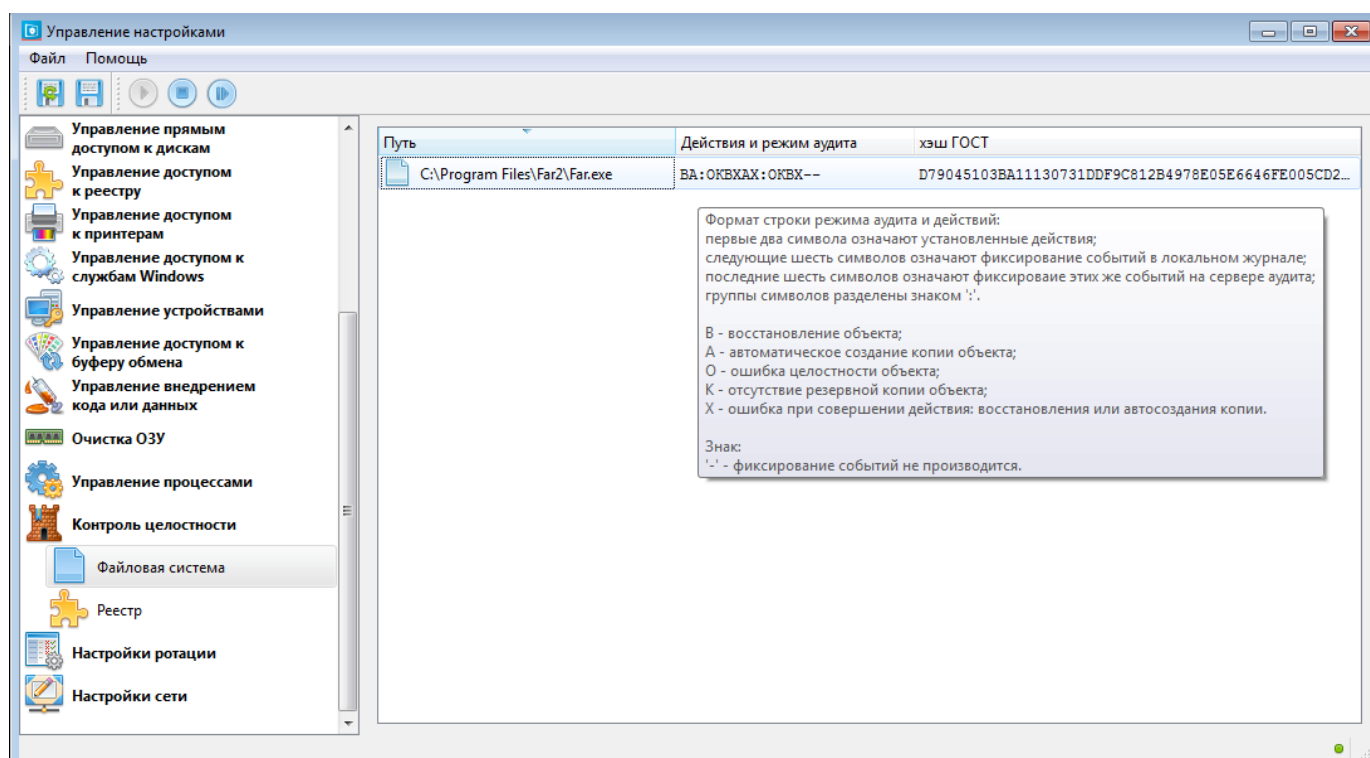 Управление настройками
Файл Помощь
Управление прямым
доступом к дискам
Управление доступом
к реестру
Управление доступом
к принтерам
Управление доступом к
службам Windows
Управление устройствами
Управление доступом к
буферу обмена
Управление внедрением
кода или данных
Очистка ОЗУ
Управление процессами
Контроль целостности
Файловая система
Реестр
Настройки ротации
Настройки сети
Путь Действия и режим аудита хэш ГОСТ
C:\Program Files\Far2\Far.exe ВА:ОКВХАХ:ОКВХ-- D79045103BA11130731DDF9C812B4978E05E6646FE005CD2...
Формат строки режима аудита и действий:
первые два символа означают установленные действия;
следующие шесть символов означают фиксирование событий в локальном журнале;
последние шесть символов означают фиксироваие этих же событий на сервере аудита;
группы символов разделены знаком ':'.
В - восстановление объекта;
А - автоматическое создание копии объекта;
О - ошибка целостности объекта;
К - отсутствие резервной копии объекта;
Х - ошибка при совершении действия: восстановления или автосоздания копии.
Знак:
'-' - фиксирование событий не производится.